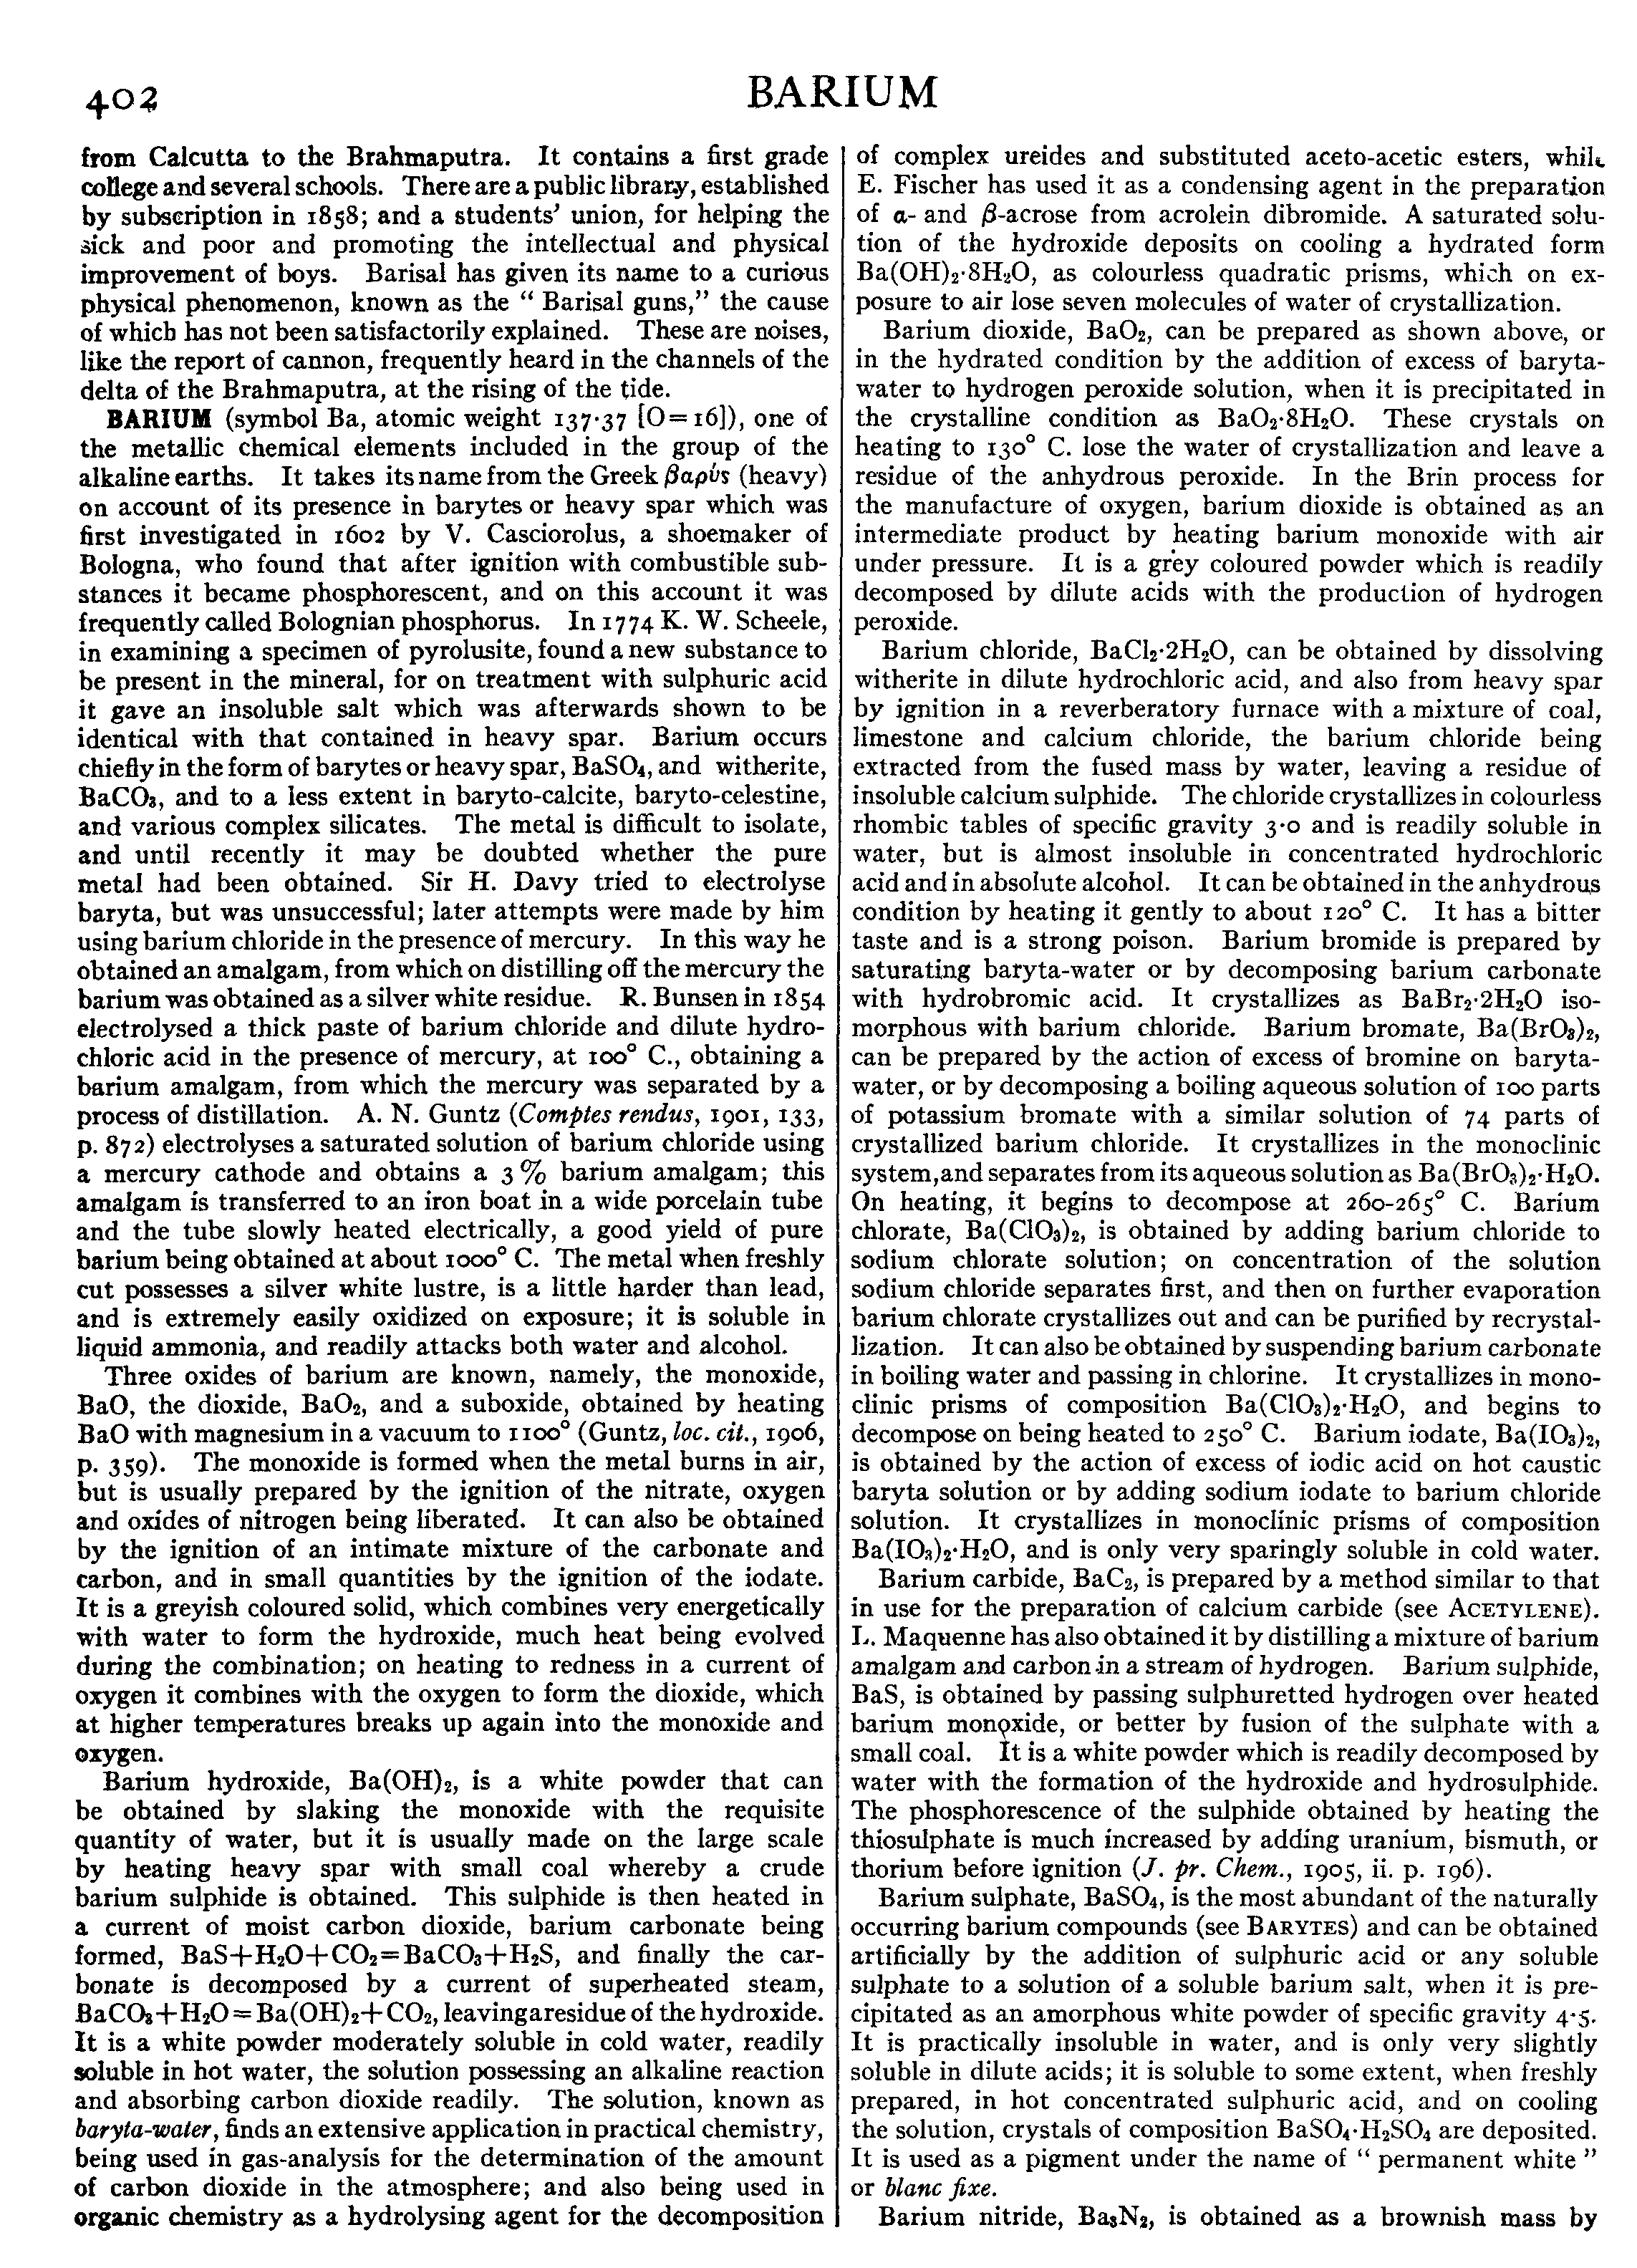 402
BARIUM
from Calcutta to the Brahmaputra. It contains a first grade
college and several schools. There are a public library, established
by subscription in 1858; and a students' union, for helping the
sick and poor and promoting the intellectual and physical
improvement of boys. Barisal has given its name to a curious
physical phenomenon, known as the “ Barisal guns,” the cause
of which has not been satisfactorily explained. These are noises,
like the report of cannon, frequently heard in the channels of the
delta of the Brahmaputra, at the rising of the tide.
BARIUM (symbol Ba, atomic weight 137·37 [O=16]), one of
the metallic chemical elements included in the group of the
alkaline earths. It takes its name from the Greek βαρύς (heavy)
on account of its presence in barytes or heavy spar which was
first investigated in 1602 by V. Casciorolus, a shoemaker of
Bologna, who found that after ignition with combustible sub-
stances it became phosphorescent, and on this account it was
frequently called Bolognian phosphorus. In 1774 K. W. Scheele,
in examining a specimen of pyrolusite, found a new substance to
be present in the mineral, for on treatment with sulphuric acid
it gave an insoluble salt which was afterwards shown to be
identical with that contained in heavy spar. Barium occurs
chiefly in the form of barytes or heavy spar, BaSO₄, and witherite,
BaCO₃, and to a less extent in baryto-calcite, baryto-celestine,
and various complex silicates. The metal is difficult to isolate,
and until recently it may be doubted whether the pure
metal had been obtained. Sir H. Davy tried to electrolyse
baryta, but was unsuccessful; later attempts were made by him
using barium chloride in the presence of mercury. In this way he
obtained an amalgam, from which on distilling off the mercury the
barium was obtained as a silver white residue. R. Bunsen in 1854
electrolysed a thick paste of barium chloride and dilute hydro-
chloric acid in the presence of mercury, at 100° C., obtaining a
barium amalgam, from which the mercury was separated by a
process of distillation. A. N. Guntz (Comptes rendus, 1901, 133,
p. 872) electrolyses a saturated solution of barium chloride using
a mercury cathode and obtains a 3% barium amalgam; this
amalgam is transferred to an iron boat in a wide porcelain tube
and the tube slowly heated electrically, a good yield of pure
barium being obtained at about 1000° C. The metal when freshly
cut possesses a silver white lustre, is a little harder than lead,
and is extremely easily oxidized on exposure; it is soluble in
liquid ammonia, and readily attacks both water and alcohol.
Three oxides of barium are known, namely, the monoxide,
BaO, the dioxide, BaO₂, and a suboxide, obtained by heating
BaO with magnesium in a vacuum to 1100° (Guntz, loc. cit., 1906,
p. 359). The monoxide is formed when the metal burns in air,
but is usually prepared by the ignition of the nitrate, oxygen
and oxides of nitrogen being liberated. It can also be obtained
by the ignition of an intimate mixture of the carbonate and
carbon, and in small quantities by the ignition of the iodate.
It is a greyish coloured solid, which combines very energetically
with water to form the hydroxide, much heat being evolved
during the combination; on heating to redness in a current of
oxygen it combines with the oxygen to form the dioxide, which
at higher temperatures breaks up again into the monoxide and
oxygen.
Barium hydroxide, Ba(OH)₂, is a white powder that can
be obtained by slaking the monoxide with the requisite
quantity of water, but it is usually made on the large scale
by heating heavy spar with small coal whereby a crude
barium sulphide is obtained. This sulphide is then heated in
a current of moist carbon dioxide, barium carbonate being
formed, BaS+H₂O+CO₂=BaCO₃+H₂S, and finally the car-
bonate is decomposed by a current of superheated steam,
BaCO₃+H₂O=Ba(OH)₂+CO₂, leaving a residue of the hydroxide.
It is a white powder moderately soluble in cold water, readily
soluble in hot water, the solution possessing an alkaline reaction
and absorbing carbon dioxide readily. The solution, known as
baryta-water, finds an extensive application in practical chemistry,
being used in gas-analysis for the determination of the amount
of carbon dioxide in the atmosphere; and also being used in
organic chemistry as a hydrolysing agent for the decomposition
of complex ureides and substituted aceto-acetic esters, while
E. Fischer has used it as a condensing agent in the preparation
of α- and β-acrose from acrolein dibromide. A saturated solu-
tion of the hydroxide deposits on cooling a hydrated form
Ba(OH)₂·8H₂O, as colourless quadratic prisms, which on ex-
posure to air lose seven molecules of water of crystallization.
Barium dioxide, BaO₂, can be prepared as shown above, or
in the hydrated condition by the addition of excess of baryta-
water to hydrogen peroxide solution, when it is precipitated in
the crystalline condition as BaO₂·8H₂O. These crystals on
heating to 130° C. lose the water of crystallization and leave a
residue of the anhydrous peroxide. In the Brin process for
the manufacture of oxygen, barium dioxide is obtained as an
intermediate product by heating barium monoxide with air
under pressure. It is a grey coloured powder which is readily
decomposed by dilute acids with the production of hydrogen
peroxide.
Barium chloride, BaCl₂·2H₂O, can be obtained by dissolving
witherite in dilute hydrochloric acid, and also from heavy spar
by ignition in a reverberatory furnace with a mixture of coal,
limestone and calcium chloride, the barium chloride being
extracted from the fused mass by water, leaving a residue of
insoluble calcium sulphide. The chloride crystallizes in colourless
rhombic tables of specific gravity 3·0 and is readily soluble in
water, but is almost insoluble in concentrated hydrochloric
acid and in absolute alcohol. It can be obtained in the anhydrous
condition by heating it gently to about 120° C. It has a bitter
taste and is a strong poison. Barium bromide is prepared by
saturating baryta-water or by decomposing barium carbonate
with hydrobromic acid. It crystallizes as BaBr₂·2H₂O iso-
morphous with barium chloride. Barium bromate, Ba(BrO₃)₂,
can be prepared by the action of excess of bromine on baryta-
water, or by decomposing a boiling aqueous solution of 100 parts
of potassium bromate with a similar solution of 74 parts of
crystallized barium chloride. It crystallizes in the monoclinic
system, and separates from its aqueous solution as Ba(BrO₃)₂·H₂O.
On heating, it begins to decompose at 260-265° C. Barium
chlorate, Ba(ClO₃)₂, is obtained by adding barium chloride to
sodium chlorate solution; on concentration of the solution
sodium chloride separates first, and then on further evaporation
barium chlorate crystallizes out and can be purified by recrystal-
lization. It can also be obtained by suspending barium carbonate
in boiling water and passing in chlorine. It crystallizes in mono-
clinic prisms of composition Ba(ClO₃)₂·H₂O, and begins to
decompose on being heated to 250° C. Barium iodate, Ba(IO₃)₂,
is obtained by the action of excess of iodic acid on hot caustic
baryta solution or by adding sodium iodate to barium chloride
solution. It crystallizes in monoclinic prisms of composition
Ba(IO₃)₂·H₂O, and is only very sparingly soluble in cold water.
Barium carbide, BaC₂, is prepared by a method similar to that
in use for the preparation of calcium carbide (see ACETYLENE).
L. Maquenne has also obtained it by distilling a mixture of barium
amalgam and carbon in a stream of hydrogen. Barium sulphide,
BaS, is obtained by passing sulphuretted hydrogen over heated
barium monoxide, or better by fusion of the sulphate with a
small coal. It is a white powder which is readily decomposed by
water with the formation of the hydroxide and hydrosulphide.
The phosphorescence of the sulphide obtained by heating the
thiosulphate is much increased by adding uranium, bismuth, or
thorium before ignition (J. pr. Chem., 1905, ii. p. 196).
Barium sulphate, BaSO₄, is the most abundant of the naturally
occurring barium compounds (see BARYTES) and can be obtained
artificially by the addition of sulphuric acid or any soluble
sulphate to a solution of a soluble barium salt, when it is pre-
cipitated as an amorphous white powder of specific gravity 4·5.
It is practically insoluble in water, and is only very slightly
soluble in dilute acids; it is soluble to some extent, when freshly
prepared, in hot concentrated sulphuric acid, and on cooling
the solution, crystals of composition BaSO₄·H₂SO₄ are deposited.
It is used as a pigment under the name of “ permanent white ”
or blanc fixe.
Barium nitride, Ba₃N₂, is obtained as a brownish mass by